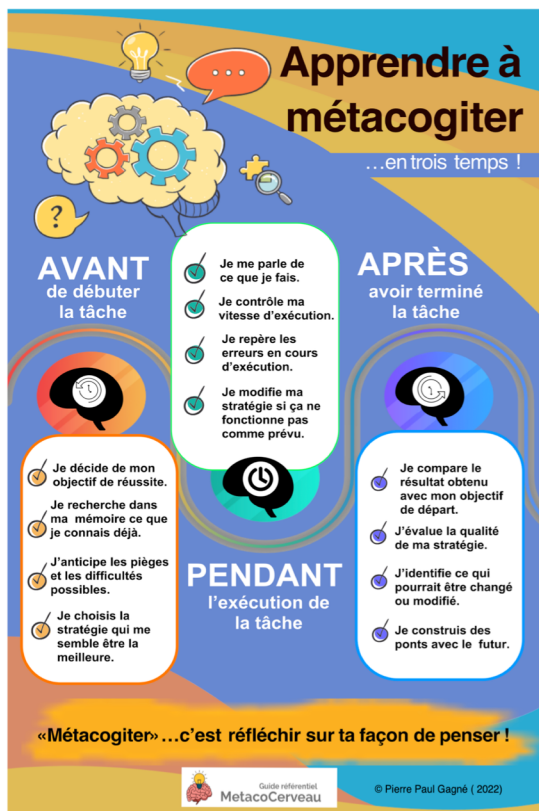 Apprendre à
métacogiter
...en trois temps !
?
AVANT
de débuter
la tâche
Je décide de mon
objectif de réussite.
Je recherche dans
ma mémoire ce que
je connais déjà.
J’anticipe les pièges
et les difficultés
possibles.
Je choisis la
stratégie qui me
semble être la
meilleure.
Je me parle de
ce que je fais.
Je contrôle ma
vitesse d’exécution.
Je repère les
erreurs en cours
d’exécution.
Je modifie ma
stratégie si ça ne
fonctionne pas
comme prévu.
PENDANT
l’exécution de
la tâche
APRÈS
avoir terminé
la tâche
Je compare le
résultat obtenu
avec mon objectif
de départ.
J’évalue la qualité
de ma stratégie.
J’identifie ce qui
pourrait être changé
ou modifié.
Je construis des
ponts avec le futur.
«Métacogiter»...c’est réfléchir sur ta façon de penser !
Guide référentiel
MetacoCerveau
© Pierre Paul Gagné ( 2022)